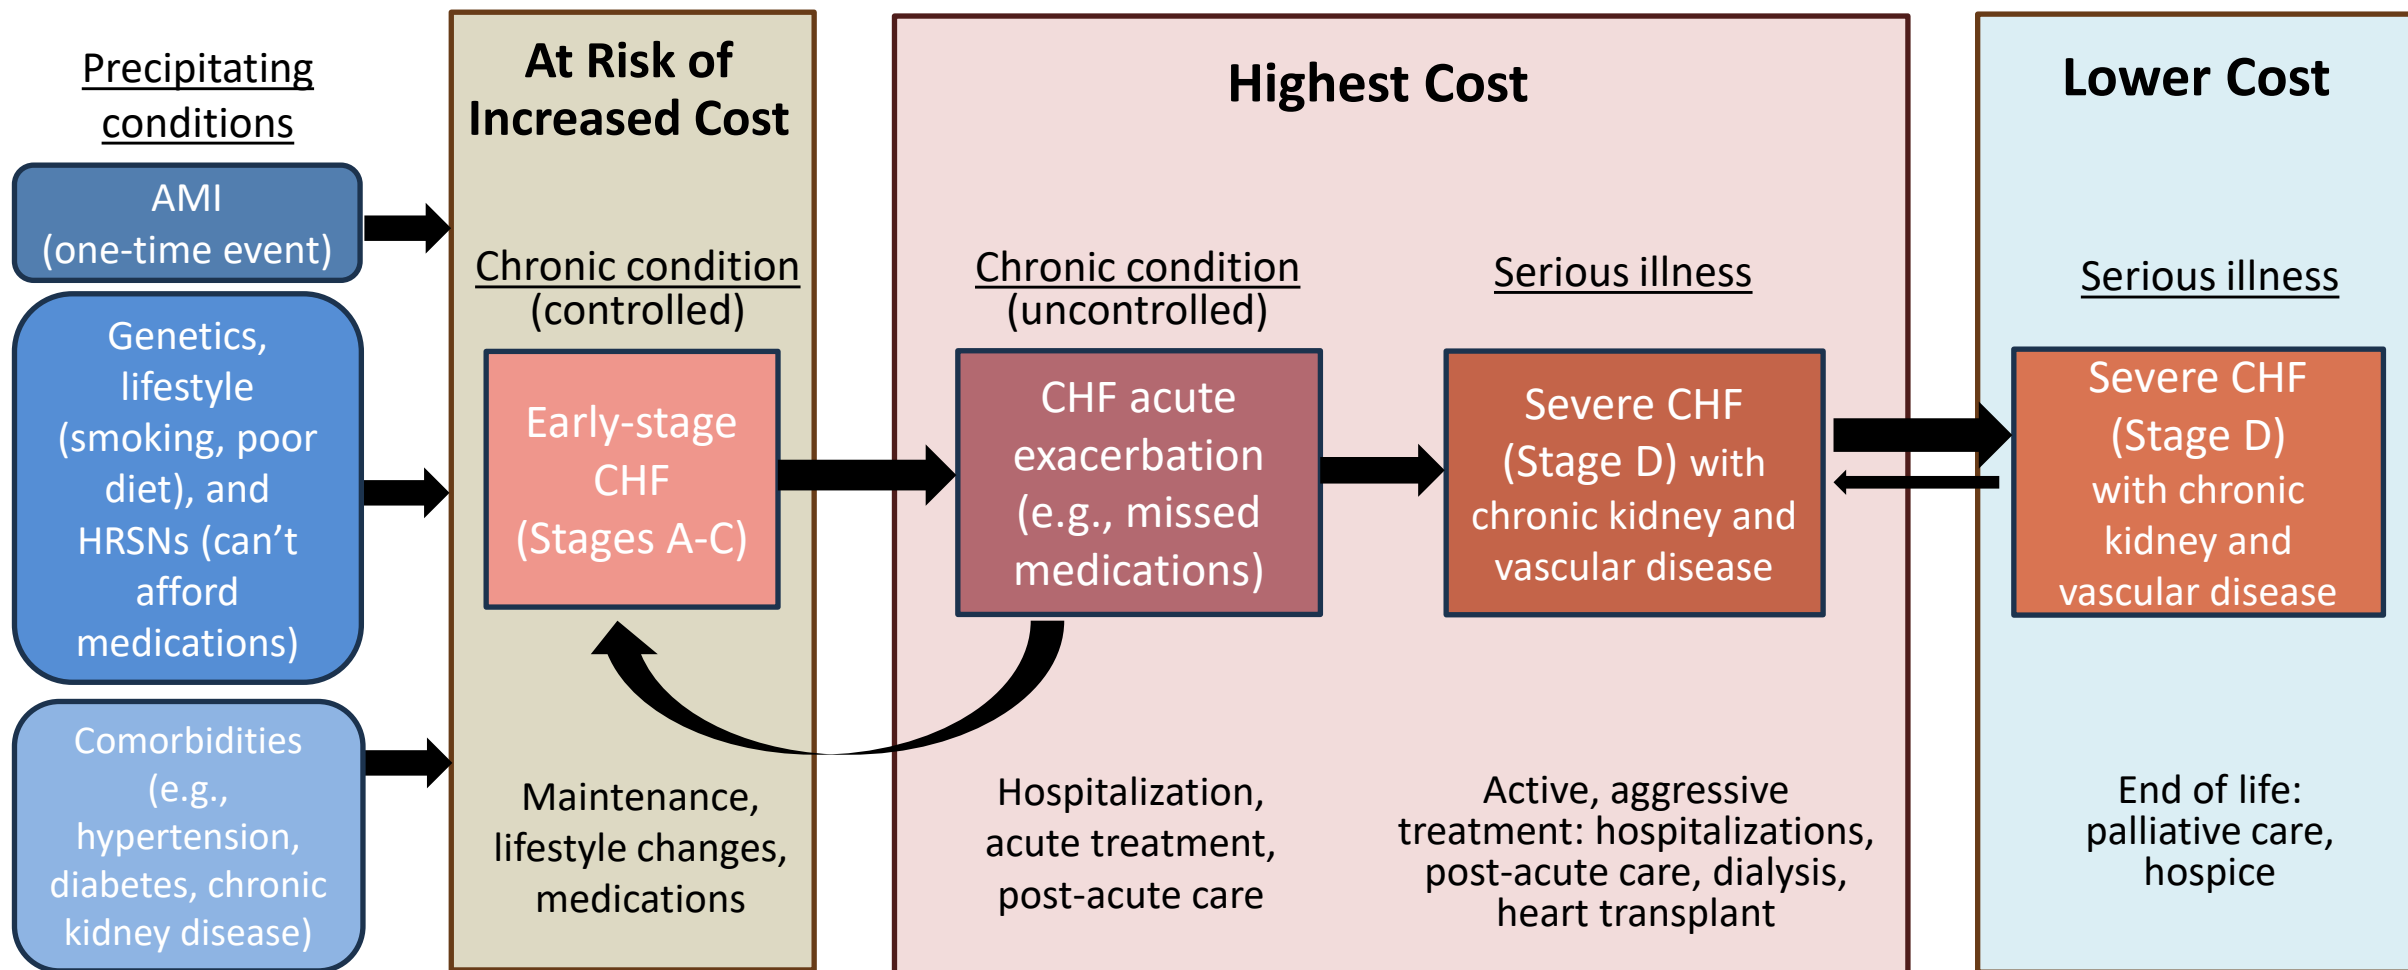 Precipitating
conditions
AMI
(one-time event)
Genetics,
lifestyle
(smoking, poor
diet), and
HRSNs (can’t
afford
medications)
Comorbidities
(e.g.,
hypertension,
diabetes, chronic
kidney disease)
At Risk of
Increased Cost
Chronic condition
(controlled)
Early-stage
CHF
(Stages A-C)
Maintenance,
lifestyle changes,
medications
Highest Cost
Chronic condition
(uncontrolled)
CHF acute
exacerbation
(e.g., missed
medications)
Hospitalization,
acute treatment,
post-acute care
Serious illness
Severe CHF
(Stage D) with
chronic kidney and
vascular disease
Active, aggressive
treatment: hospitalizations,
post-acute care, dialysis,
heart transplant
Lower Cost
Serious illness
Severe CHF
(Stage D)
with chronic
kidney and
vascular disease
End of life:
palliative care,
hospice